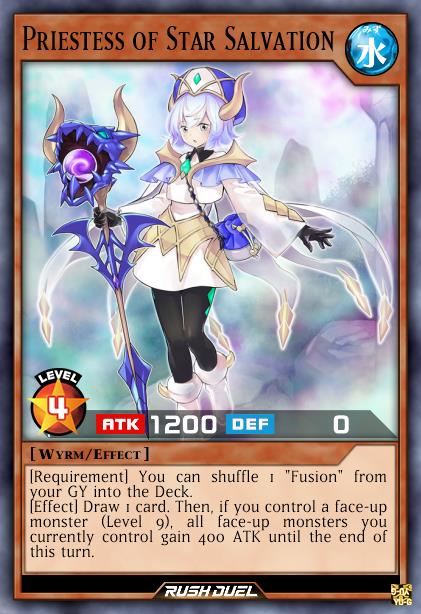 PRIESTESS OF STAR SALVATION
みず
水
LEVEL
4
ATK 1200 DEF 0
[WYRM/EFFECT]
[Requirement] You can shuffle 1 "Fusion" from
your GY into the Deck.
[Effect] Draw 1 card. Then, if you control a face-up
monster (Level 9), all face-up monsters you
currently control gain 400 ATK until the end of
this turn.
RUSH DUEL